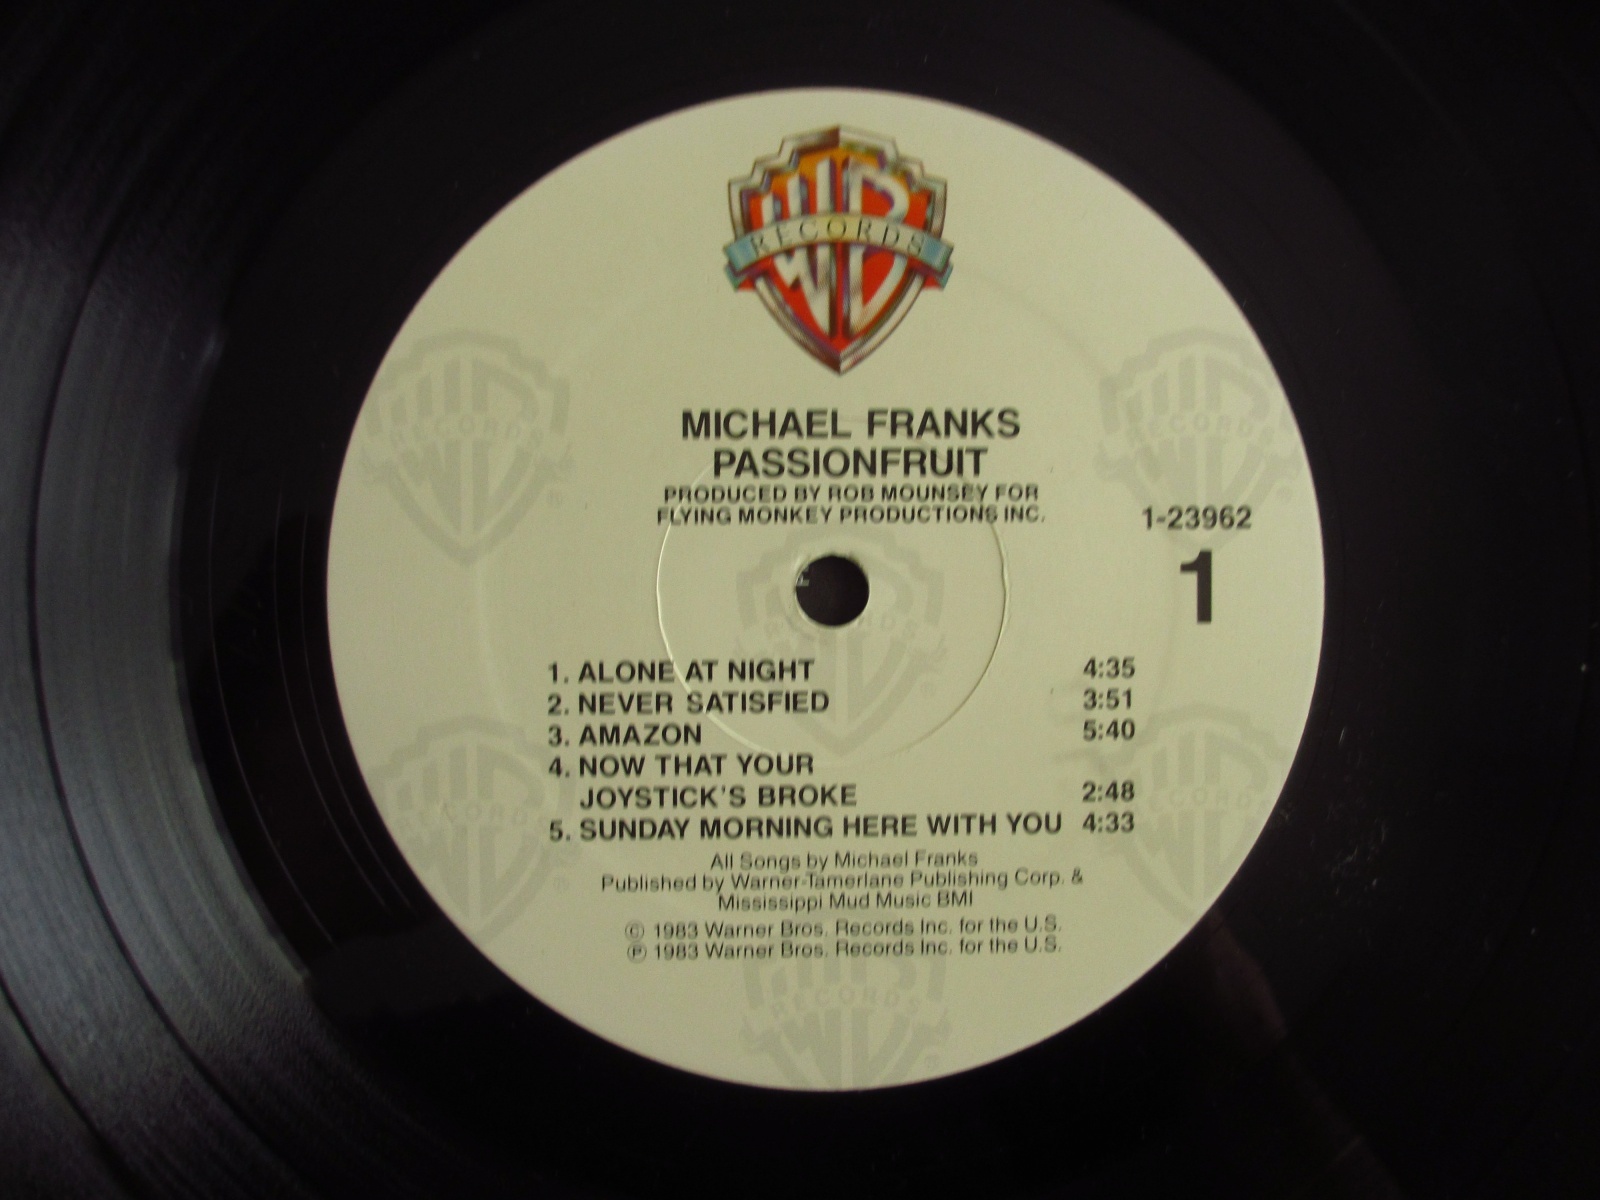 WB
RECORDS
MICHAEL FRANKS
PASSIONFRUIT
PRODUCED BY ROB MOUNSEY FOR
FLYING MONKEY PRODUCTIONS INC.
1-23962
1
1. ALONE AT NIGHT 4:35
2. NEVER SATISFIED 3:51
3. AMAZON 5:40
4. NOW THAT YOUR
JOYSTICK'S BROKE 2:48
5. SUNDAY MORNING HERE WITH YOU 4:33
All Songs by Michael Franks
Published by Warner-Tamerlane Publishing Corp. &
Mississippi Mud Music BMI
© 1983 Warner Bros. Records Inc. for the U.S.
℗ 1983 Warner Bros. Records Inc. for the U.S.